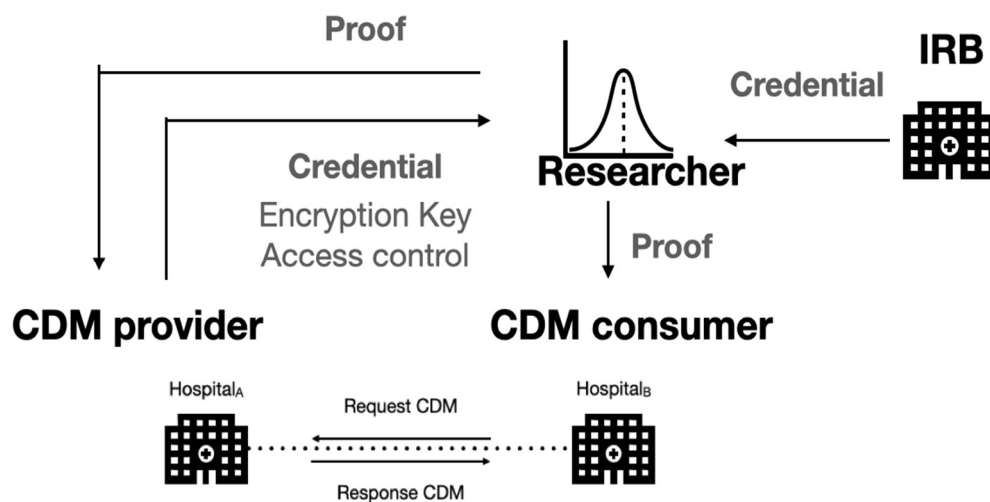 Proof
IRB
Credential
Researcher
Credential
Encryption Key
Access control
Proof
CDM provider
CDM consumer
HospitalA
HospitalB
Request CDM
Response CDM